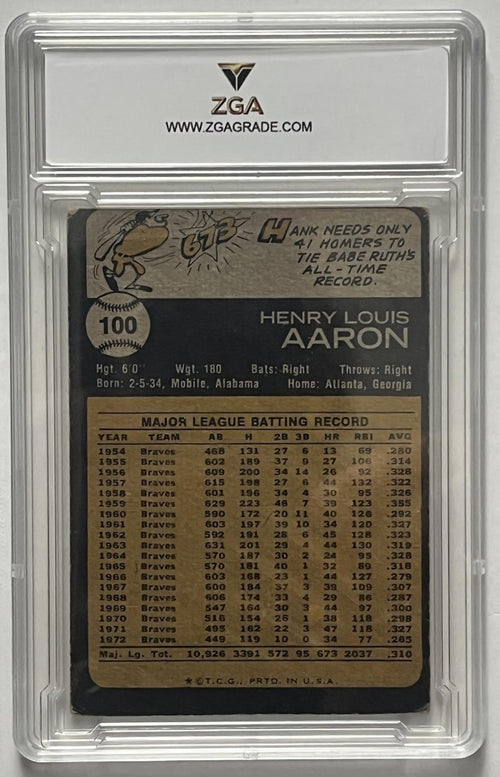 ZGA
WWW.ZGAGRADE.COM
673
HANK NEEDS ONLY
41 HOMERS TO
TIE BABE RUTH'S
ALL-TIME
RECORD.
100
HENRY LOUIS
AARON
Hgt. 6'0" Wgt. 180 Bats: Right Throws: Right
Born: 2-5-34, Mobile, Alabama Home: Atlanta, Georgia
MAJOR LEAGUE BATTING RECORD
YEAR TEAM AB H 2B 3B HR RBI AVG
1954 Braves 468 131 27 6 13 69 .280
1955 Braves 602 189 37 9 27 106 .314
1956 Braves 609 200 34 14 26 92 .328
1957 Braves 615 198 27 6 44 132 .322
1958 Braves 601 196 34 4 30 95 .326
1959 Braves 629 223 46 7 39 123 .355
1960 Braves 590 172 20 11 40 126 .292
1961 Braves 603 197 39 10 34 120 .327
1962 Braves 592 191 28 6 45 128 .323
1963 Braves 631 201 29 4 44 130 .319
1964 Braves 570 187 30 2 24 95 .328
1965 Braves 570 181 40 1 32 89 .318
1966 Braves 603 168 23 1 44 127 .279
1967 Braves 600 184 37 3 39 109 .307
1968 Braves 606 174 33 4 29 86 .287
1969 Braves 547 164 30 3 44 97 .300
1970 Braves 516 154 26 1 38 118 .298
1971 Braves 495 162 22 3 47 118 .327
1972 Braves 449 119 10 0 34 77 .265
Maj. Lg. Tot. 10,926 3391 572 95 673 2037 .310
★©T.C.G., PRTD. IN U.S.A.